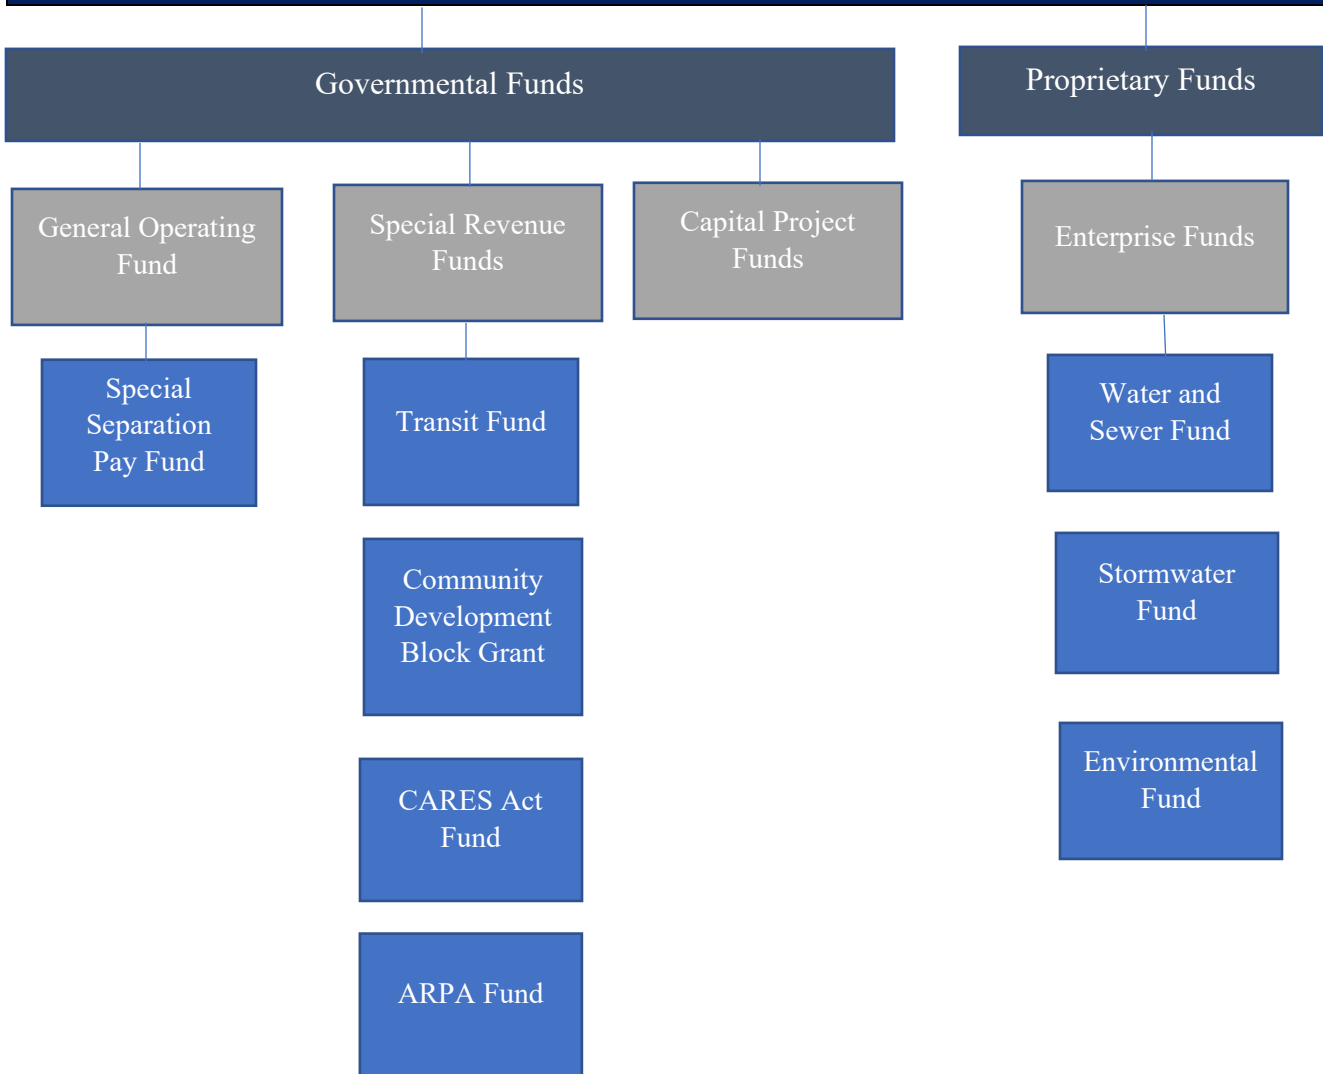 Governmental Funds
Proprietary Funds
General Operating
Fund
Special Revenue
Funds
Capital Project
Funds
Enterprise Funds
Special
Separation
Pay Fund
Transit Fund
Water and
Sewer Fund
Community
Development
Block Grant
Stormwater
Fund
CARES Act
Fund
Environmental
Fund
ARPA Fund